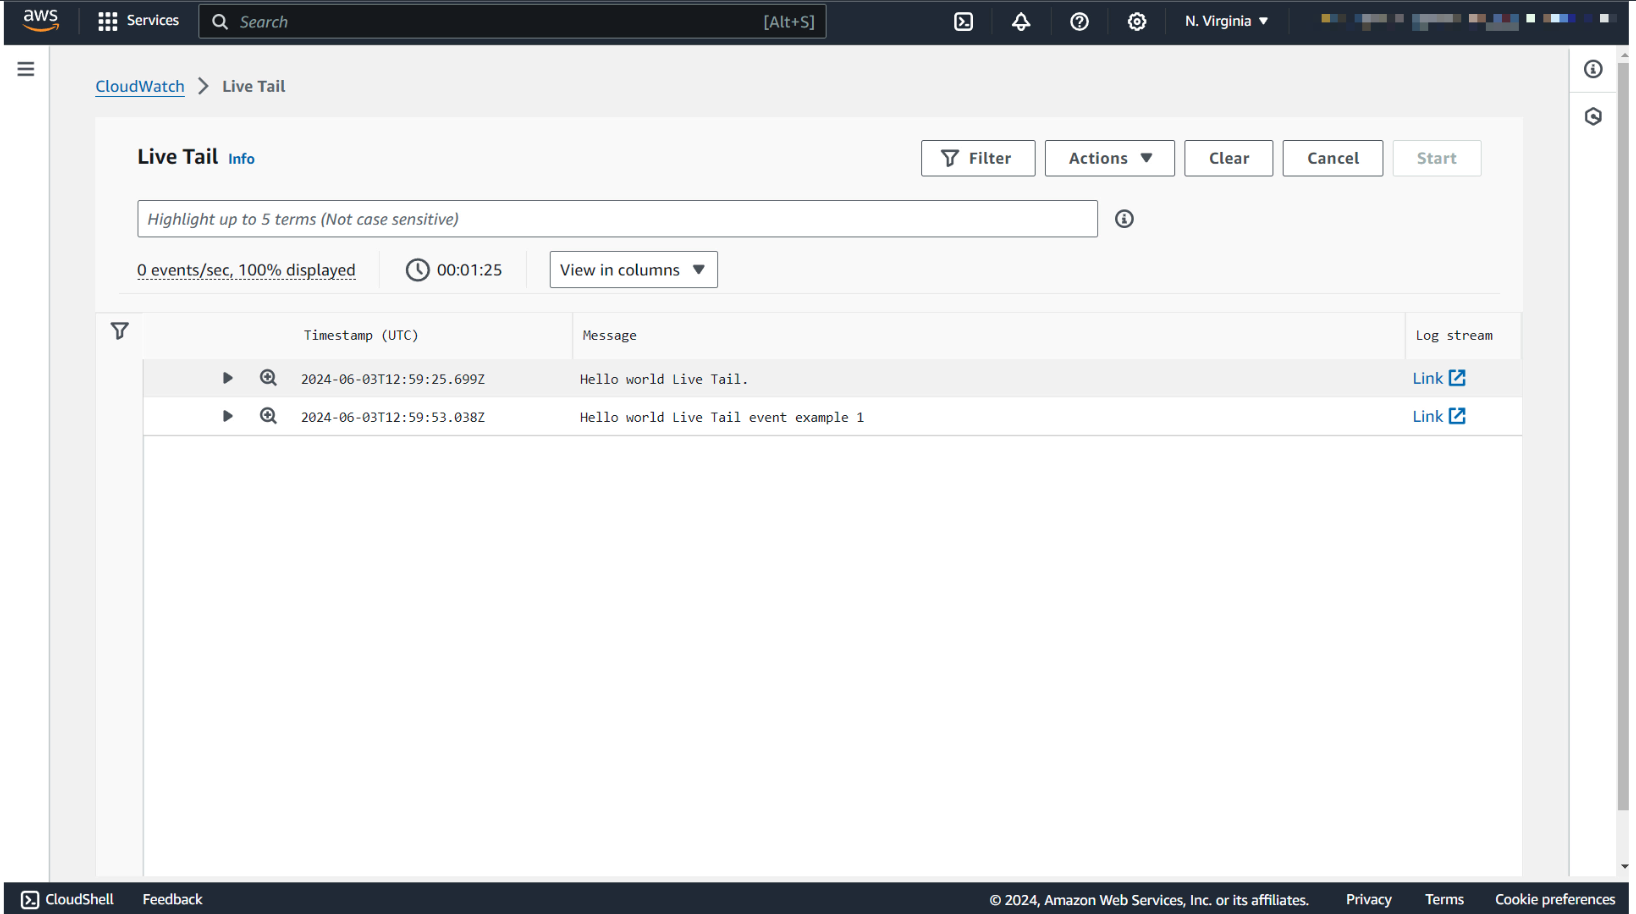 aws Services Search [Alt+S] N. Virginia
CloudWatch Live Tail
Live Tail Info Filter Actions Clear Cancel Start
Highlight up to 5 terms (Not case sensitive)
0 events/sec, 100% displayed 00:01:25 View in columns
Timestamp (UTC) Message Log stream
2024-06-03T12:59:25.699Z Hello world Live Tail. Link
2024-06-03T12:59:53.038Z Hello world Live Tail event example 1 Link
CloudShell Feedback © 2024, Amazon Web Services, Inc. or its affiliates. Privacy Terms Cookie preferences